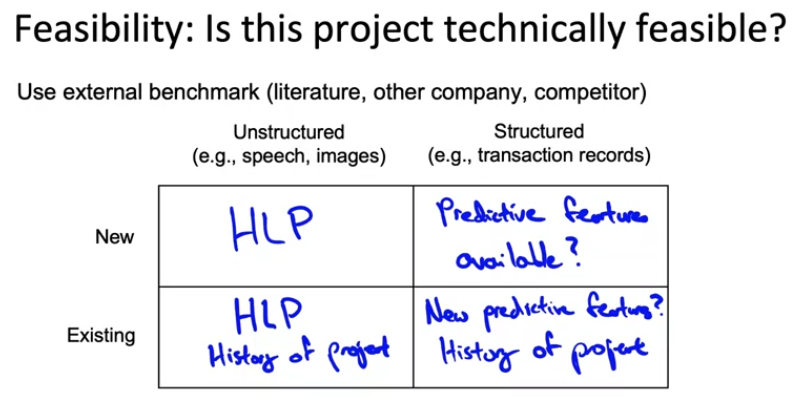 Feasibility: Is this project technically feasible?
Use external benchmark (literature, other company, competitor)
Unstructured
(e.g., speech, images)
Structured
(e.g., transaction records)
New
HLP
Predictive features
available?
Existing
HLP
History of project
New predictive features?
History of project